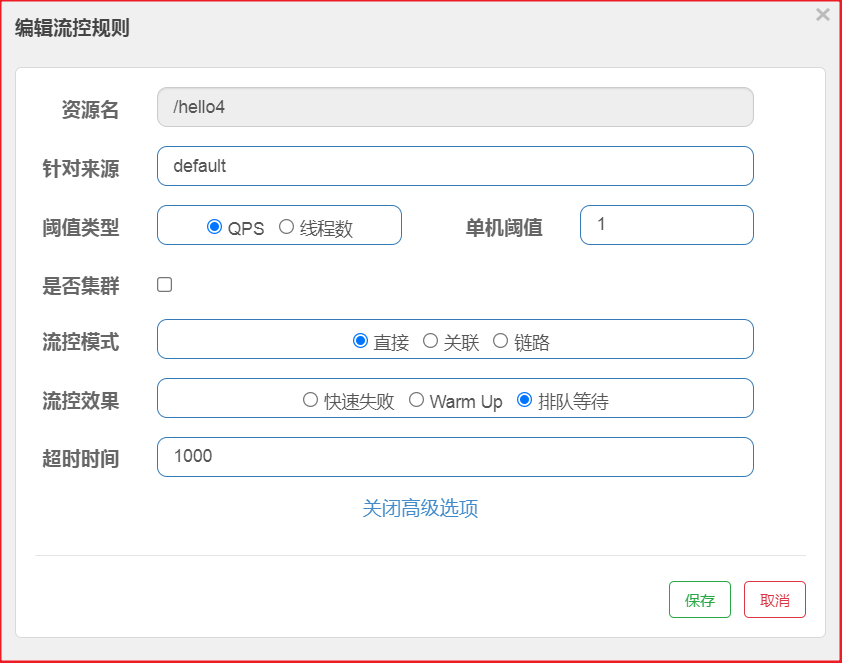 编辑流控规则
×
资源名 /hello4
针对来源 default
阈值类型 QPS 线程数 单机阈值 1
是否集群
流控模式 直接 关联 链路
流控效果 快速失败 Warm Up 排队等待
超时时间 1000
关闭高级选项
保存 取消